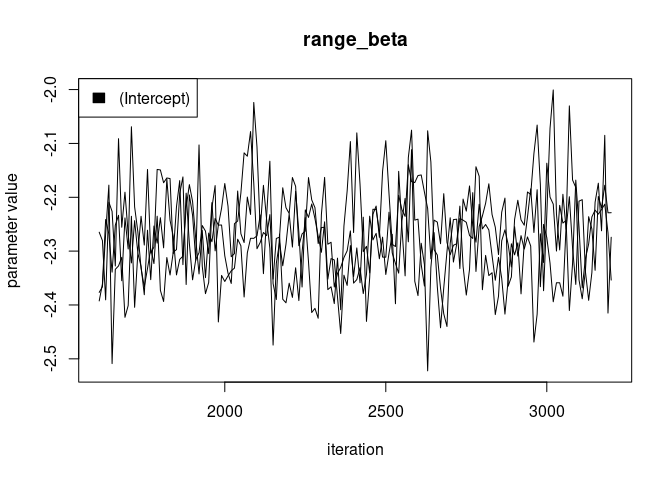 range_beta
(Intercept)
parameter value
-2.0
-2.1
-2.2
-2.3
-2.4
-2.5
2000
2500
3000
iteration